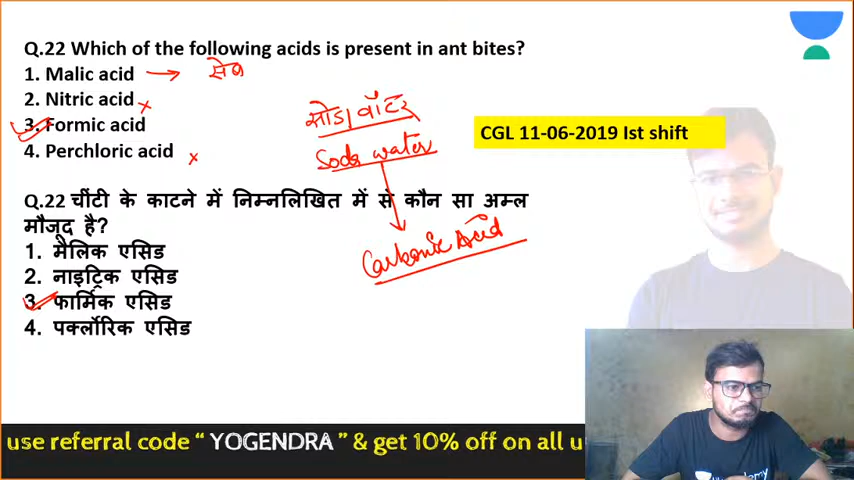 Q.22 Which of the following acids is present in ant bites?
1. Malic acid → सेब
2. Nitric acid ×
3. Formic acid
4. Perchloric acid ×
सोडा वॉटर
Soda water
Carbonic Acid
CGL 11-06-2019 Ist shift
Q.22 चींटी के काटने में निम्नलिखित में से कौन सा अम्ल
मौजूद है?
1. मैलिक एसिड
2. नाइट्रिक एसिड
3. फार्मिक एसिड
4. पर्क्लोरिक एसिड
use referral code “ YOGENDRA ” & get 10% off on all u